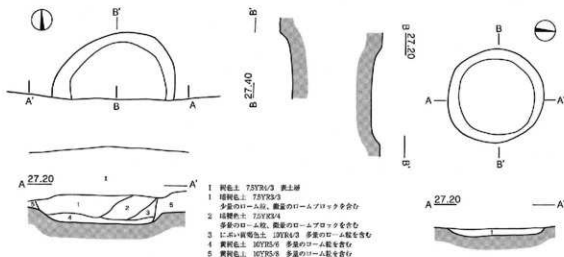 B'
B'
B
27.20
B
A'
B
A
B
27.40
A
A'
B'
B'
I
A 27.20
A'
5
1
2
3
4
5
A 27.20
A'
1
I 褐色土 7.5YR4/3 表土層
1 暗褐色土 7.5YR3/3
少量のローム粒、微量のロームブロックを含む
2 暗褐色土 7.5YR3/4
多量のローム粒、微量のロームブロックを含む
3 にぶい黄褐色土 10YR4/3 多量のローム粒を含む
4 黄褐色土 10YR5/6 多量のローム粒を含む
5 黄褐色土 10YR5/8 多量のローム粒を含む